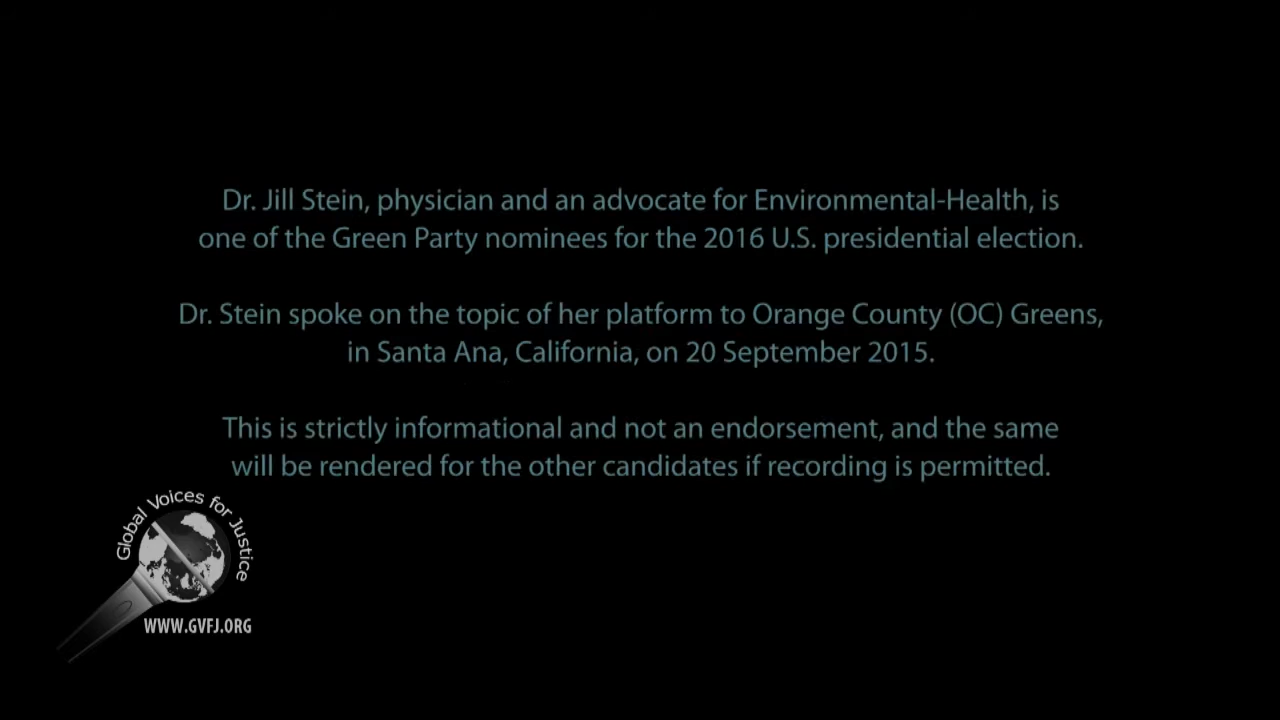 Dr. Jill Stein, physician and an advocate for Environmental-Health, is
one of the Green Party nominees for the 2016 U.S. presidential election.
Dr. Stein spoke on the topic of her platform to Orange County (OC) Greens,
in Santa Ana, California, on 20 September 2015.
This is strictly informational and not an endorsement, and the same
will be rendered for the other candidates if recording is permitted.
Global Voices for Justice
WWW.GVFJ.ORG